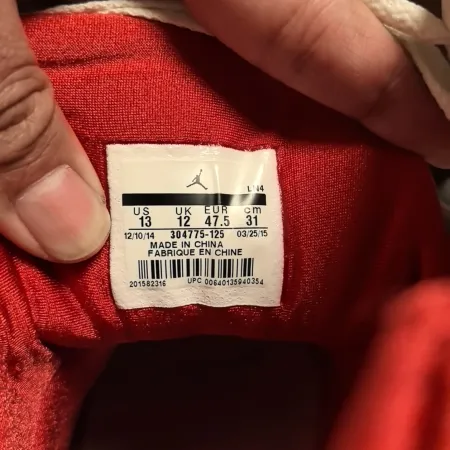 LN4
US UK EUR cm
13 12 47.5 31
12/10/14 304775-125 03/25/15
MADE IN CHINA
FABRIQUE EN CHINE
201582316 UPC 00640135940354